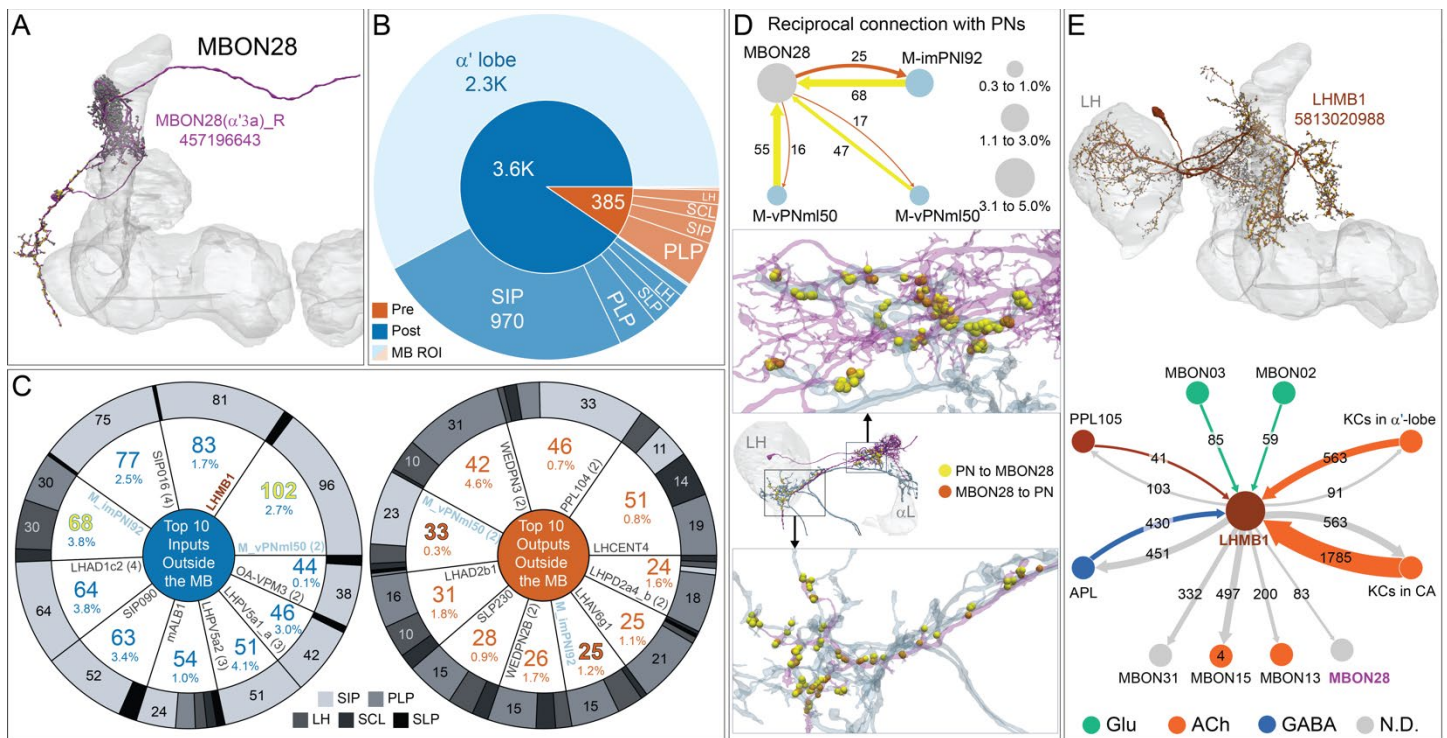 A
MBON28
MBON28(α'3a)_R
457196643
B
α' lobe
2.3K
3.6K
385
LH
SCL
SIP
PLP
LH
SLP
PLP
SIP
970
Pre
Post
MB ROI
C
75
81
96
38
42
51
24
52
64
30
30
83
1.7%
LHMB1
102
2.7%
M_vPNml50 (2)
44
0.1%
OA-VPM3 (2)
46
3.0%
LHPV5a1_a (3)
51
4.1%
LHPV5a2 (3)
54
1.0%
mALB1
63
3.4%
SIP090
64
3.8%
LHAD1c2 (4)
68
3.8%
M_imPNl92
77
2.5%
SIP016 (4)
Top 10
Inputs
Outside
the MB
33
11
14
19
18
21
15
15
15
10
16
23
10
31
46
0.7%
PPL104 (2)
51
0.8%
LHCENT4
24
1.6%
LHPD2a4_b (2)
25
1.1%
LHAV6g1
25
1.2%
M_imPNl92
26
1.7%
WEDPN2B (2)
28
0.9%
SLP230
31
1.8%
LHAD2b1
33
0.3%
M_vPNml50 (2)
42
4.6%
WEDPN3 (2)
Top 10
Outputs
Outside
the MB
SIP
PLP
LH
SCL
SLP
D
Reciprocal connection with PNs
MBON28
25
M-imPNl92
68
17
55
16
47
M-vPNml50
M-vPNml50
0.3 to 1.0%
1.1 to 3.0%
3.1 to 5.0%
LH
αL
PN to MBON28
MBON28 to PN
E
LH
LHMB1
5813020988
MBON03
MBON02
PPL105
KCs in α'-lobe
85
59
41
563
103
91
430
LHMB1
563
451
1785
APL
KCs in CA
332
497
200
83
MBON31
4
MBON15
MBON13
MBON28
Glu
ACh
GABA
N.D.